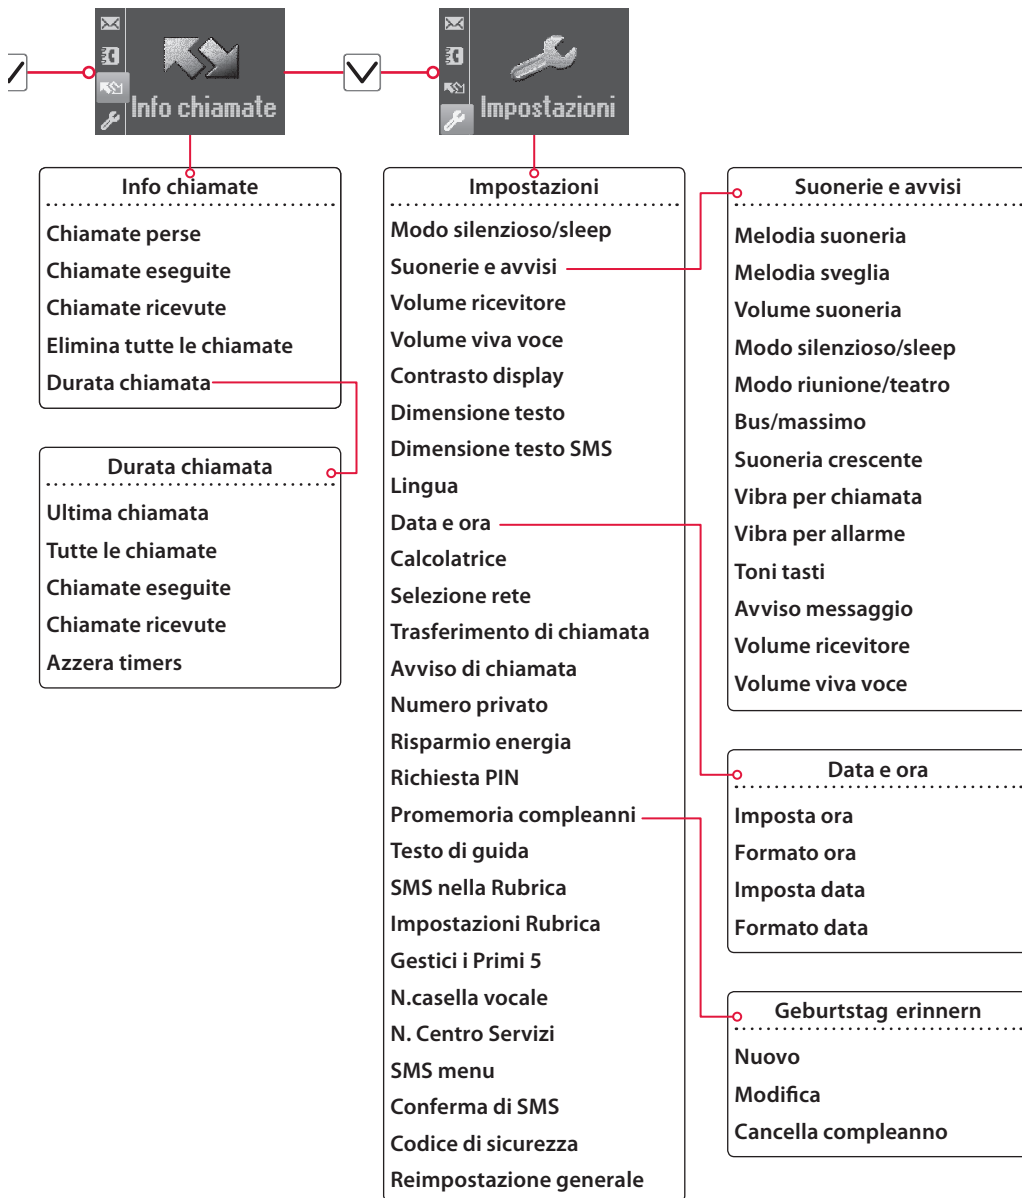 Info chiamate
Impostazioni
Info chiamate
Chiamate perse
Chiamate eseguite
Chiamate ricevute
Elimina tutte le chiamate
Durata chiamata
Durata chiamata
Ultima chiamata
Tutte le chiamate
Chiamate eseguite
Chiamate ricevute
Azzera timers
Impostazioni
Modo silenzioso/sleep
Suonerie e avvisi
Volume ricevitore
Volume viva voce
Contrasto display
Dimensione testo
Dimensione testo SMS
Lingua
Data e ora
Calcolatrice
Selezione rete
Trasferimento di chiamata
Avviso di chiamata
Numero privato
Risparmio energia
Richiesta PIN
Promemoria compleanni
Testo di guida
SMS nella Rubrica
Impostazioni Rubrica
Gestici i Primi 5
N.casella vocale
N. Centro Servizi
SMS menu
Conferma di SMS
Codice di sicurezza
Reimpostazione generale
Suonerie e avvisi
Melodia suoneria
Melodia sveglia
Volume suoneria
Modo silenzioso/sleep
Modo riunione/teatro
Bus/massimo
Suoneria crescente
Vibra per chiamata
Vibra per allarme
Toni tasti
Avviso messaggio
Volume ricevitore
Volume viva voce
Data e ora
Imposta ora
Formato ora
Imposta data
Formato data
Geburtstag erinnern
Nuovo
Modifica
Cancella compleanno